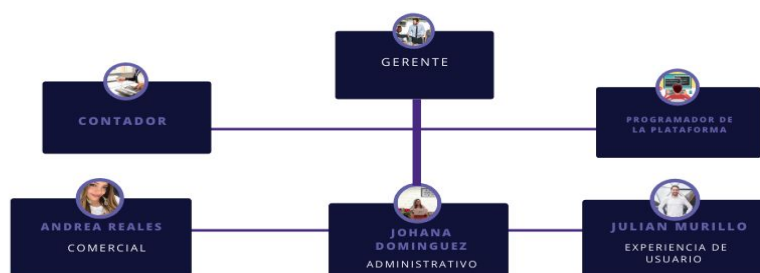 GERENTE
CONTADOR
PROGRAMADOR DE
LA PLATAFORMA
ANDREA REALES
COMERCIAL
JOHANA
DOMINGUEZ
ADMINISTRATIVO
JULIAN MURILLO
EXPERIENCIA DE
USUARIO